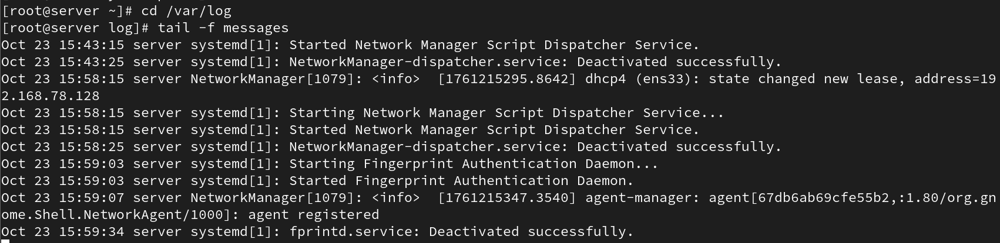 [root@server ~]# cd /var/log
[root@server log]# tail -f messages
Oct 23 15:43:15 server systemd[1]: Started Network Manager Script Dispatcher Service.
Oct 23 15:43:25 server systemd[1]: NetworkManager-dispatcher.service: Deactivated successfully.
Oct 23 15:58:15 server NetworkManager[1079]: <info>  [1761215295.8642] dhcp4 (ens33): state changed new lease, address=19
2.168.78.128
Oct 23 15:58:15 server systemd[1]: Starting Network Manager Script Dispatcher Service...
Oct 23 15:58:15 server systemd[1]: Started Network Manager Script Dispatcher Service.
Oct 23 15:58:25 server systemd[1]: NetworkManager-dispatcher.service: Deactivated successfully.
Oct 23 15:59:03 server systemd[1]: Starting Fingerprint Authentication Daemon...
Oct 23 15:59:03 server systemd[1]: Started Fingerprint Authentication Daemon.
Oct 23 15:59:07 server NetworkManager[1079]: <info>  [1761215347.3540] agent-manager: agent[67db6ab69cfe55b2,:1.80/org.gn
ome.Shell.NetworkAgent/1000]: agent registered
Oct 23 15:59:34 server systemd[1]: fprintd.service: Deactivated successfully.